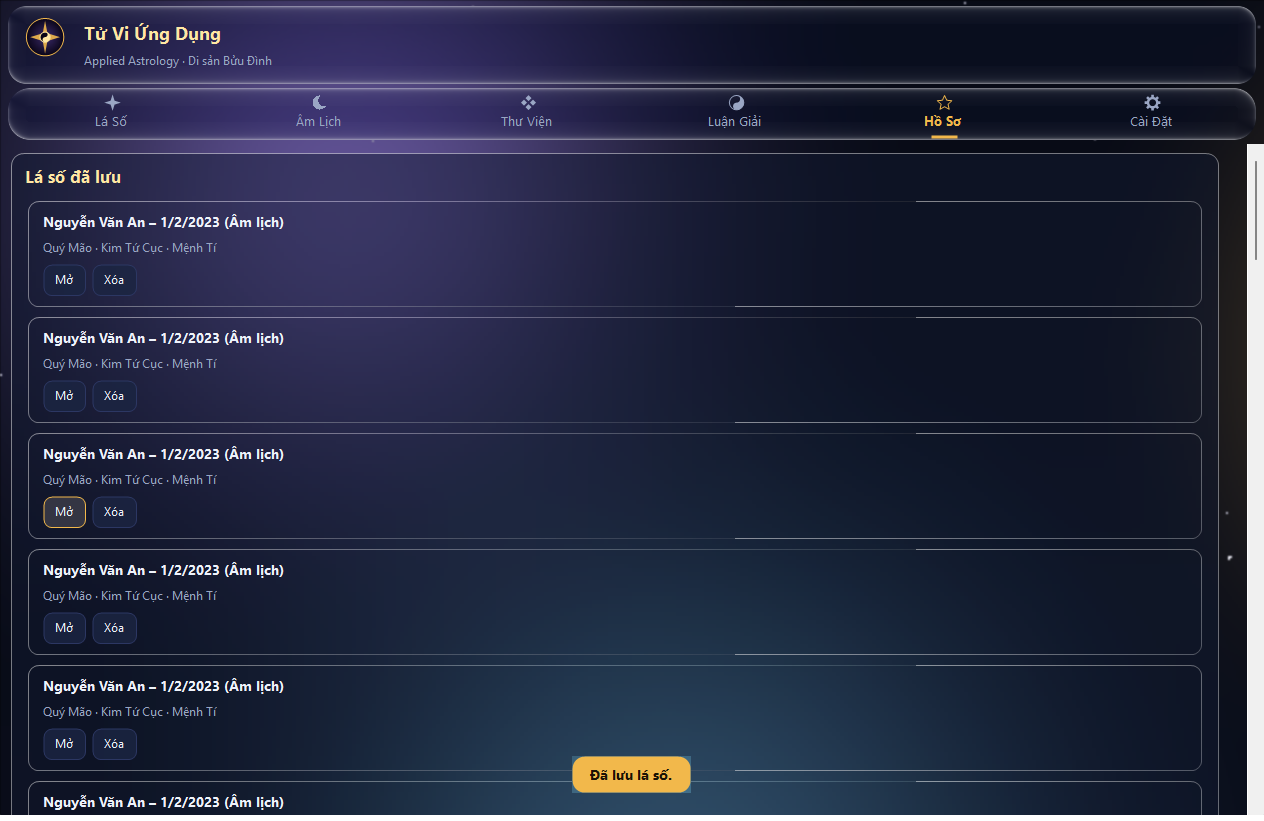 Tử Vi Ứng Dụng
Applied Astrology · Di sản Bửu Đình
Lá Số
Âm Lịch
Thư Viện
Luận Giải
Hồ Sơ
Cài Đặt
Lá số đã lưu
Nguyễn Văn An – 1/2/2023 (Âm lịch)
Quý Mão · Kim Tứ Cục · Mệnh Tí
Mở Xóa
Nguyễn Văn An – 1/2/2023 (Âm lịch)
Quý Mão · Kim Tứ Cục · Mệnh Tí
Mở Xóa
Nguyễn Văn An – 1/2/2023 (Âm lịch)
Quý Mão · Kim Tứ Cục · Mệnh Tí
Mở Xóa
Nguyễn Văn An – 1/2/2023 (Âm lịch)
Quý Mão · Kim Tứ Cục · Mệnh Tí
Mở Xóa
Nguyễn Văn An – 1/2/2023 (Âm lịch)
Quý Mão · Kim Tứ Cục · Mệnh Tí
Mở Xóa
Đã lưu lá số.
Nguyễn Văn An – 1/2/2023 (Âm lịch)